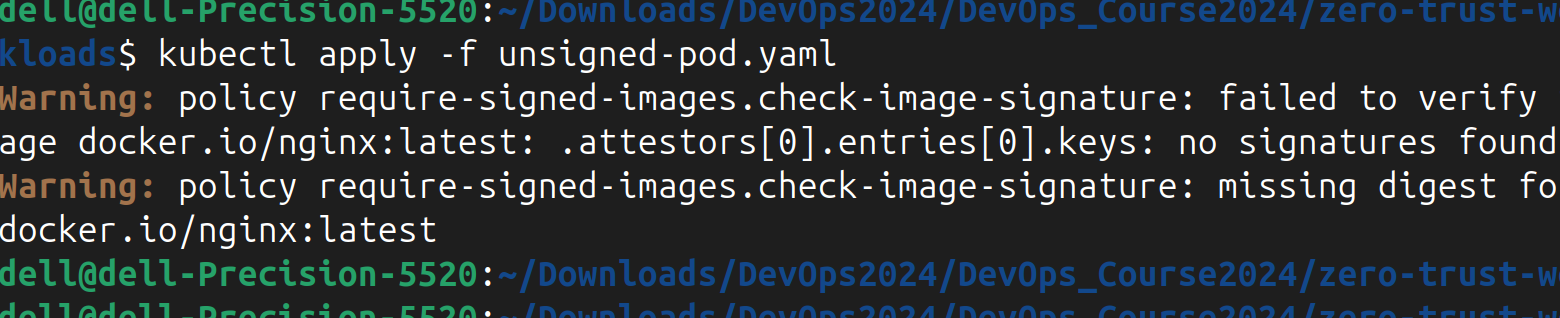 dell@dell-Precision-5520:~/Downloads/DevOps2024/DevOps_Course2024/zero-trust-w
kloads$ kubectl apply -f unsigned-pod.yaml
Warning: policy require-signed-images.check-image-signature: failed to verify
age docker.io/nginx:latest: .attestors[0].entries[0].keys: no signatures found
Warning: policy require-signed-images.check-image-signature: missing digest fo
docker.io/nginx:latest
dell@dell-Precision-5520:~/Downloads/DevOps2024/DevOps_Course2024/zero-trust-w
dell@dell-Precision-5520:~/Downloads/DevOps2024/DevOps_Course2024/zero-trust-w